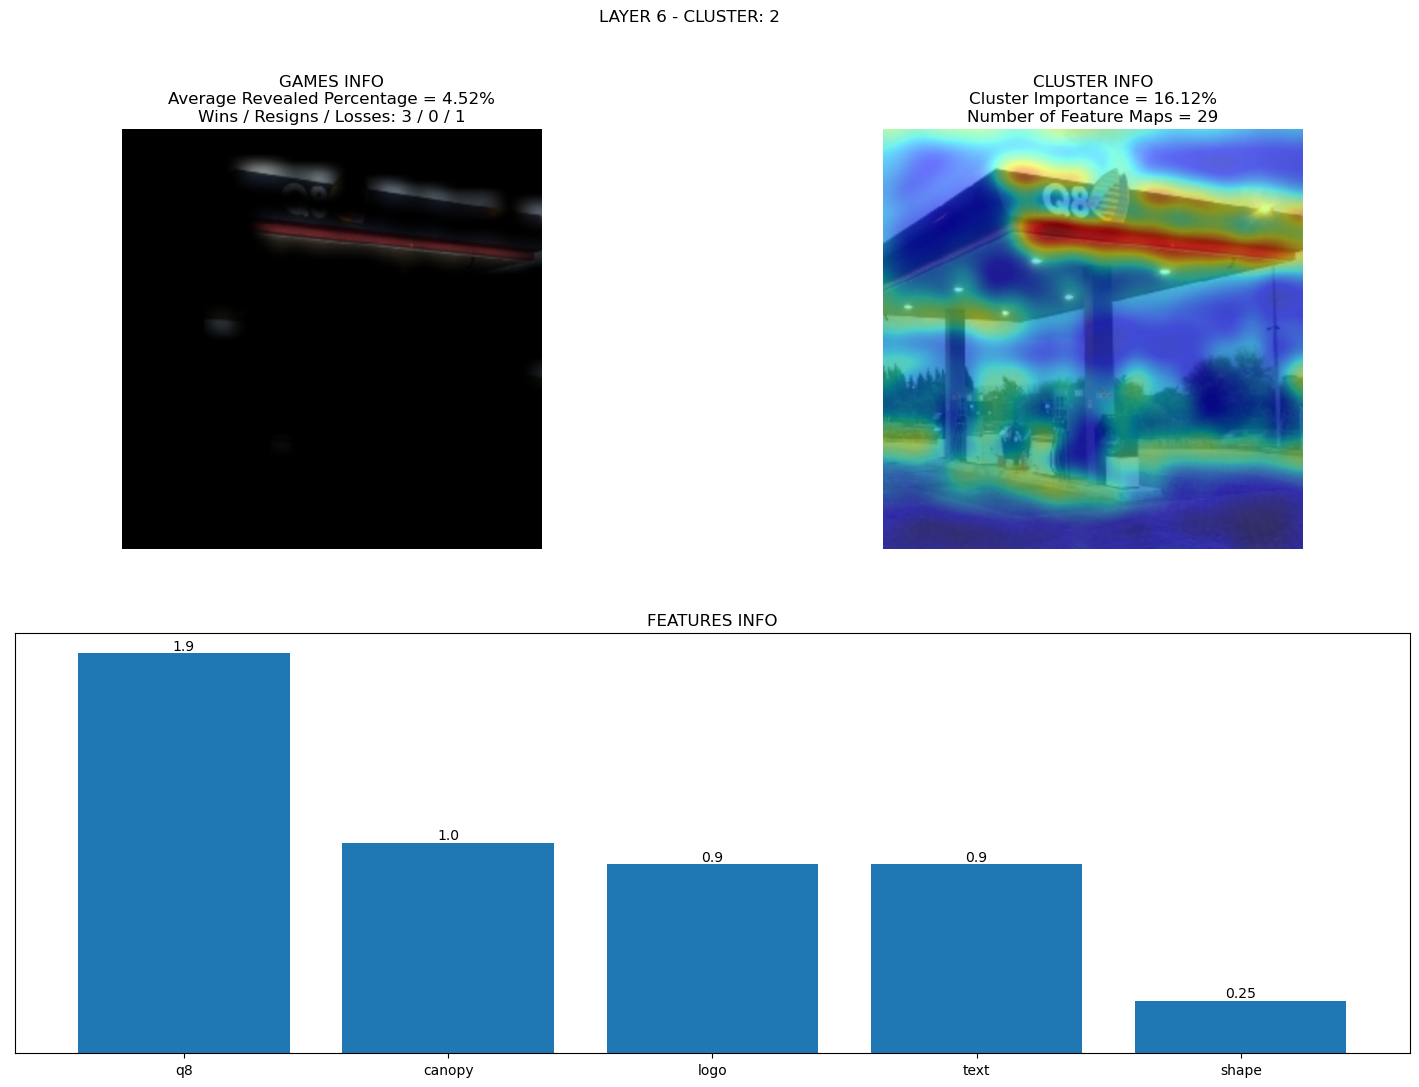 LAYER 6 - CLUSTER: 2
GAMES INFO
Average Revealed Percentage = 4.52%
Wins / Resigns / Losses: 3 / 0 / 1
CLUSTER INFO
Cluster Importance = 16.12%
Number of Feature Maps = 29
Q8
Q8
FEATURES INFO
1.9
1.0
0.9
0.9
0.25
q8
canopy
logo
text
shape